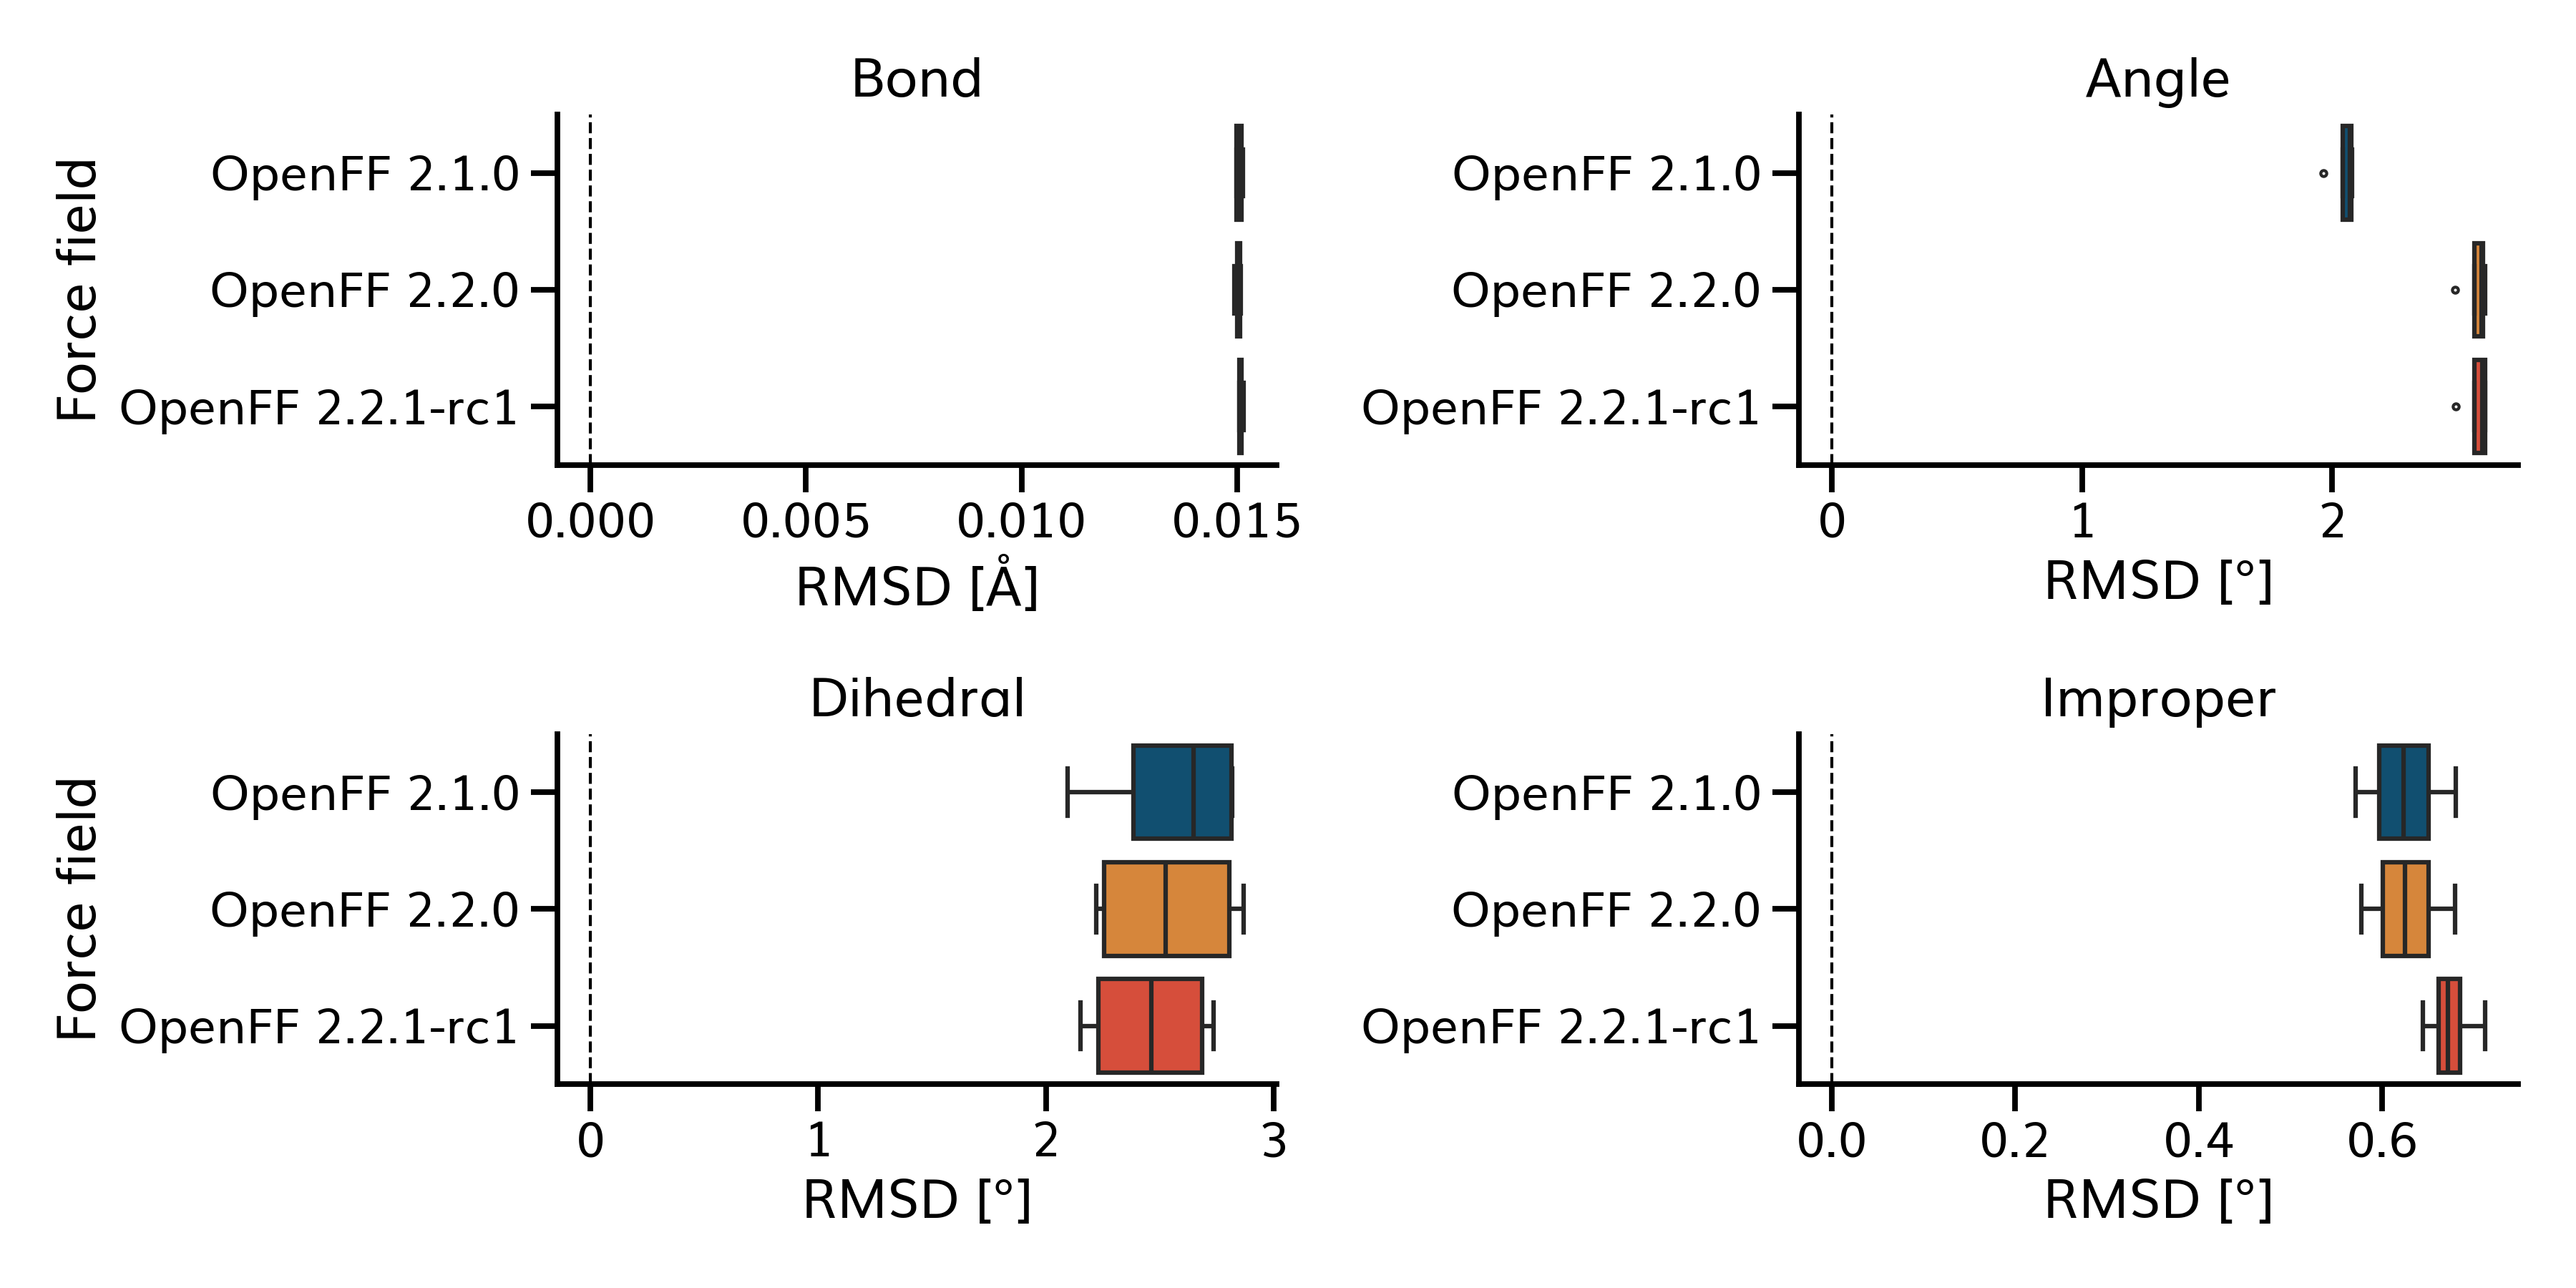 Bond
Force field
OpenFF 2.1.0
OpenFF 2.2.0
OpenFF 2.2.1-rc1
0.000 0.005 0.010 0.015
RMSD [Å]
Angle
OpenFF 2.1.0
OpenFF 2.2.0
OpenFF 2.2.1-rc1
0 1 2
RMSD [°]
Dihedral
Force field
OpenFF 2.1.0
OpenFF 2.2.0
OpenFF 2.2.1-rc1
0 1 2 3
RMSD [°]
Improper
OpenFF 2.1.0
OpenFF 2.2.0
OpenFF 2.2.1-rc1
0.0 0.2 0.4 0.6
RMSD [°]